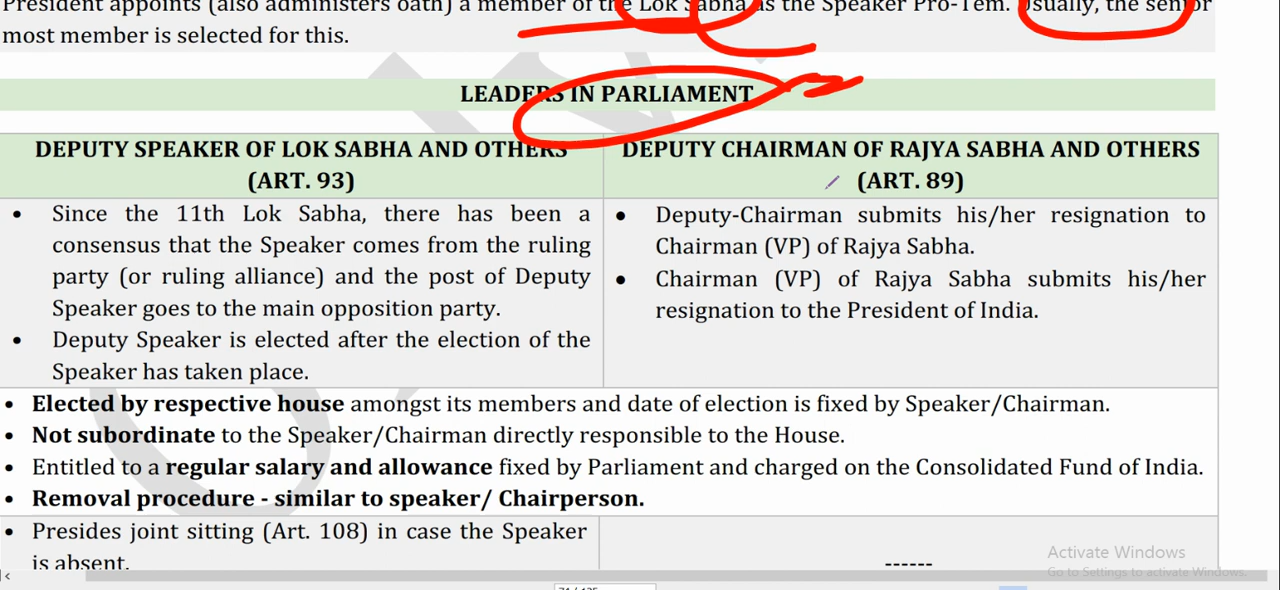 President appoints (also administers oath) a member of the Lok Sabha as the Speaker Pro-Tem. Usually, the senior
most member is selected for this.
LEADERS IN PARLIAMENT
DEPUTY SPEAKER OF LOK SABHA AND OTHERS
(ART. 93)
• Since the 11th Lok Sabha, there has been a
consensus that the Speaker comes from the ruling
party (or ruling alliance) and the post of Deputy
Speaker goes to the main opposition party.
• Deputy Speaker is elected after the election of the
Speaker has taken place.
DEPUTY CHAIRMAN OF RAJYA SABHA AND OTHERS
(ART. 89)
• Deputy-Chairman submits his/her resignation to
Chairman (VP) of Rajya Sabha.
• Chairman (VP) of Rajya Sabha submits his/her
resignation to the President of India.
• Elected by respective house amongst its members and date of election is fixed by Speaker/Chairman.
• Not subordinate to the Speaker/Chairman directly responsible to the House.
• Entitled to a regular salary and allowance fixed by Parliament and charged on the Consolidated Fund of India.
• Removal procedure - similar to speaker/ Chairperson.
• Presides joint sitting (Art. 108) in case the Speaker
is absent.
------
Activate Windows
Go to Settings to activate Windows.